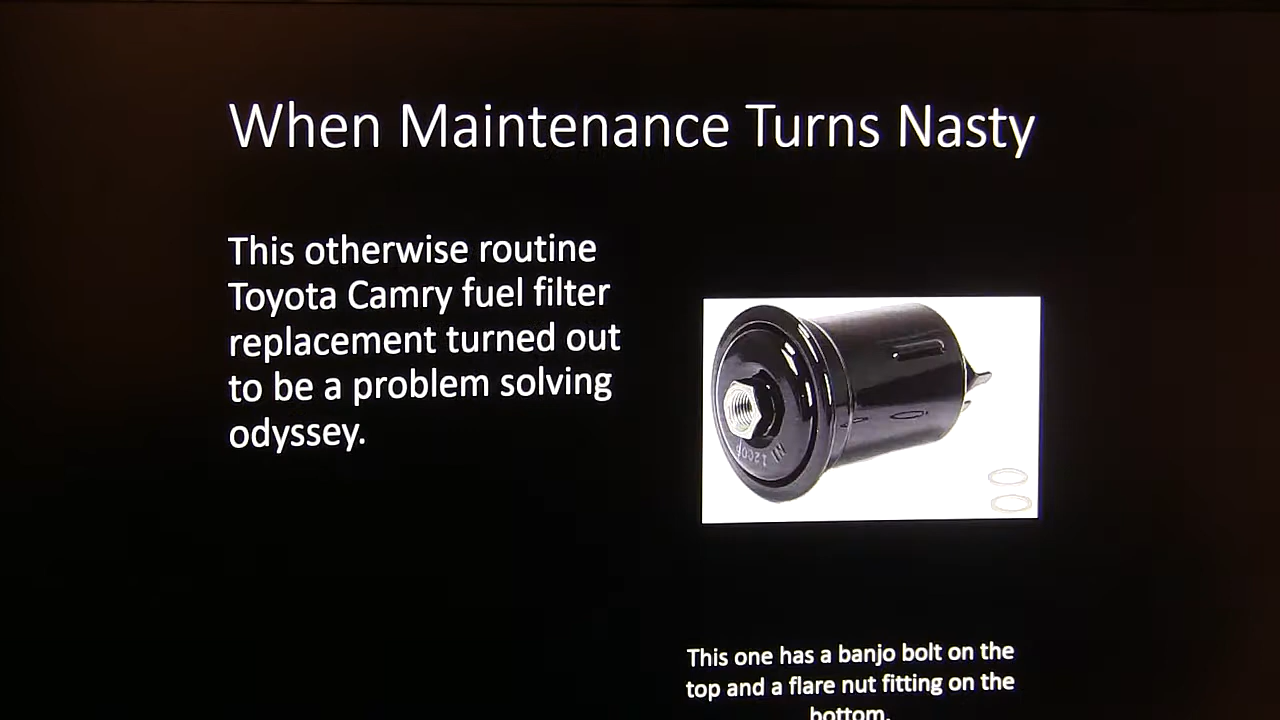 When Maintenance Turns Nasty
This otherwise routine
Toyota Camry fuel filter
replacement turned out
to be a problem solving
odyssey.
This one has a banjo bolt on the
top and a flare nut fitting on the
bottom.